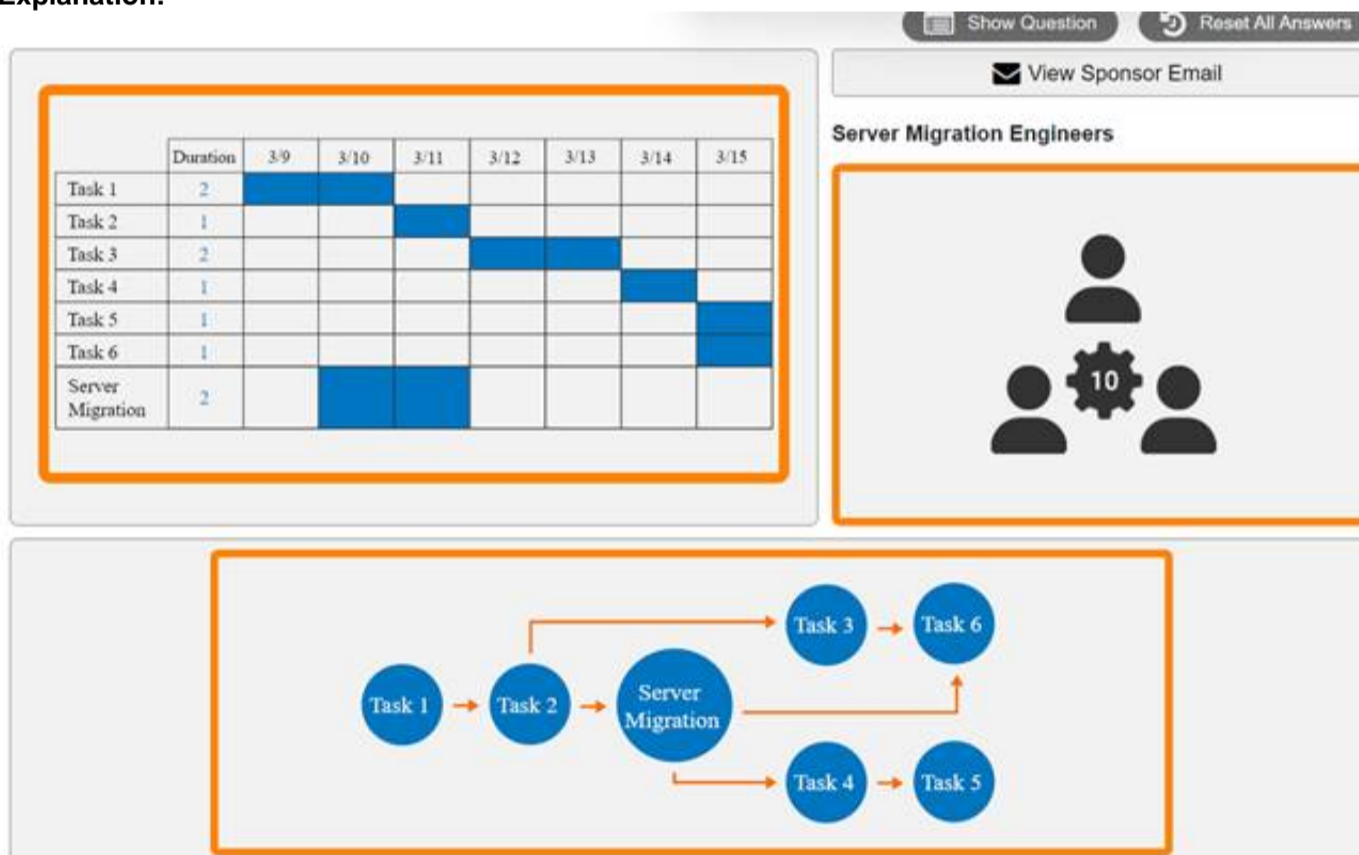 Explanation:
Show Question
Reset All Answers
View Sponsor Email
Server Migration Engineers
Duration 3/9 3/10 3/11 3/12 3/13 3/14 3/15
Task 1 2
Task 2 1
Task 3 2
Task 4 1
Task 5 1
Task 6 1
Server
Migration 2
10
Task 3 Task 6
Task 1 Task 2 Server
Migration
Task 4 Task 5